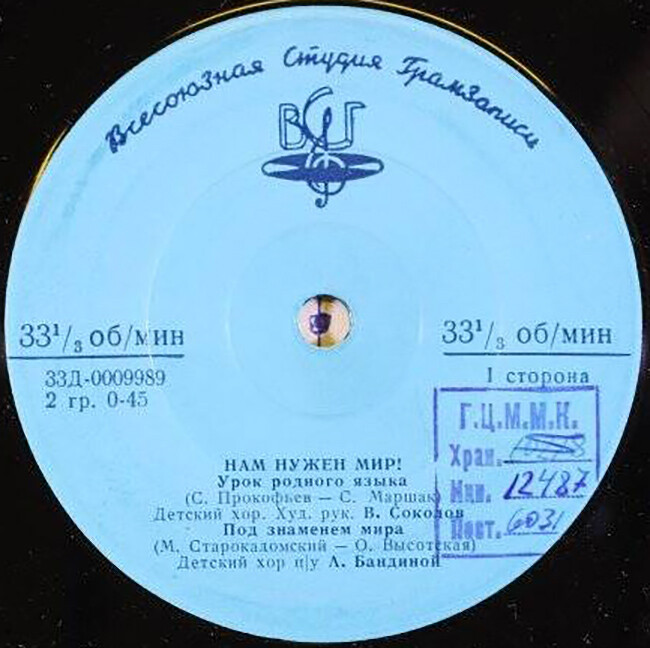 Всесоюзная Студия Грамзаписи
ВСГ
33¹/₃ об/мин
33¹/₃ об/мин
33Д-0009989
I сторона
2 гр. 0-45
Г.Ц.М.М.К.
Хран.
Инв. 12487
Пост. 6031
НАМ НУЖЕН МИР!
Урок родного языка
(С. Прокофьев — С. Маршак)
Детский хор. Худ. рук. В. Соколов
Под знаменем мира
(М. Старокадомский — О. Высотская)
Детский хор п/у А. Бандиной